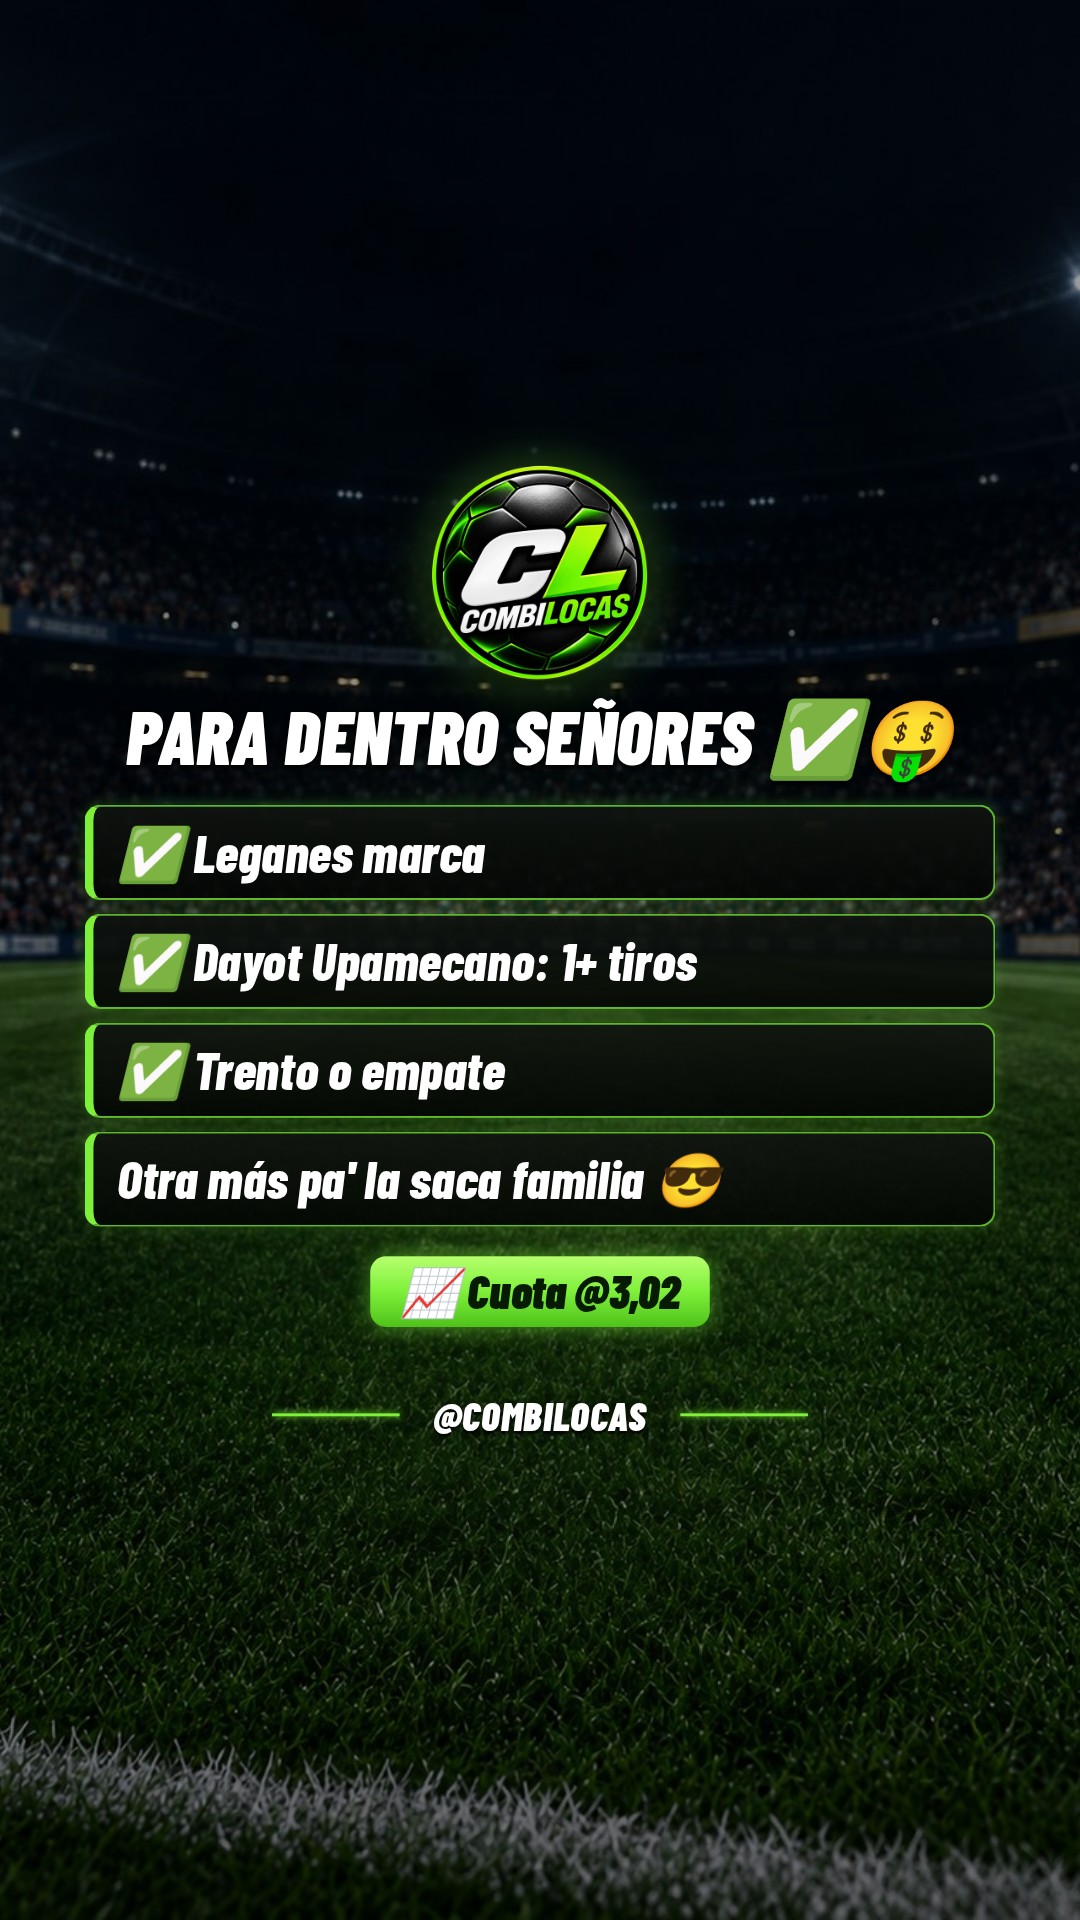 CL
COMBILOCAS
PARA DENTRO SEÑORES ✅🤑
✅ Leganes marca
✅ Dayot Upamecano: 1+ tiros
✅ Trento o empate
Otra más pa' la saca familia 😎
📈 Cuota @3,02
@COMBILOCAS